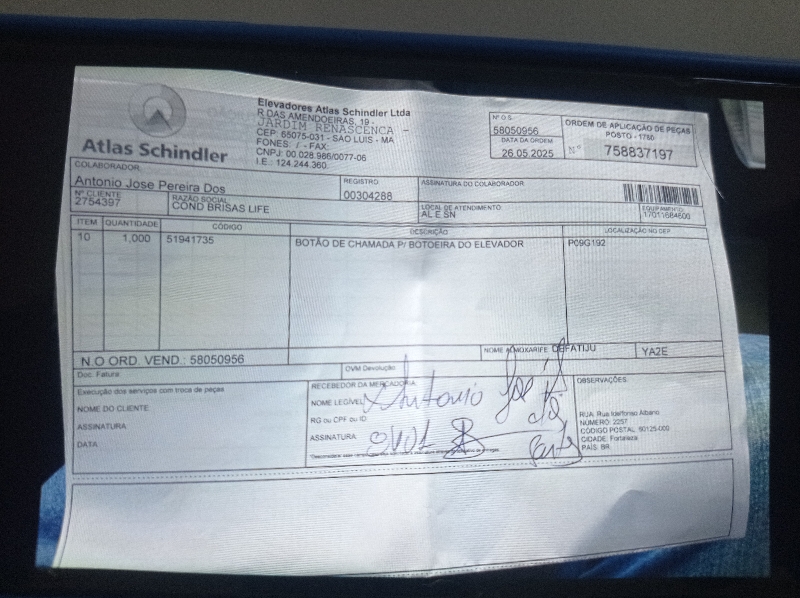 Atlas Schindler
Elevadores Atlas Schindler Ltda
R DAS AMENDOEIRAS, 19 -
JARDIM RENASCENCA -
CEP: 65075-031 - SAO LUIS - MA
FONES: / - FAX:
CNPJ: 00.028.986/0077-06
I.E.: 124.244.360
Nº O.S.
58050956
DATA DA ORDEM
26.05.2025
ORDEM DE APLICAÇÃO DE PEÇAS
POSTO - 1760
Nº 758837197
COLABORADOR
Antonio Jose Pereira Dos
REGISTRO
00304288
ASSINATURA DO COLABORADOR
Nº CLIENTE
2754397
RAZÃO SOCIAL
COND BRISAS LIFE
LOCAL DE ATENDIMENTO
AL E SN
EQUIPAMENTO
ITEM QUANTIDADE CÓDIGO DESCRIÇÃO LOCALIZAÇÃO NO DEP
10 1,000 51941735 BOTÃO DE CHAMADA P/ BOTOEIRA DO ELEVADOR P09G192
N.O ORD. VEND.: 58050956
NOME ALMOXARIFE DEFATIJU YA2E
Doc. Fatura:
OVM Devolução:
Execução dos serviços com troca de peças
NOME DO CLIENTE
ASSINATURA
DATA
RECEBEDOR DA MERCADORIA
NOME LEGÍVEL Antonio
RG ou CPF ou ID
ASSINATURA
OBSERVAÇÕES
RUA: Rua Ildefonso Albano
NÚMERO: 2257
CÓDIGO POSTAL: 60125-000
CIDADE: Fortaleza
PAÍS: BR